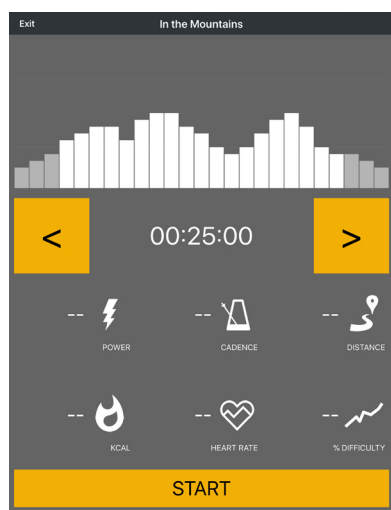 Exit In the Mountains
< 00:25:00 >
-- -- --
POWER CADENCE DISTANCE
-- -- --
KCAL HEART RATE % DIFFICULTY
START